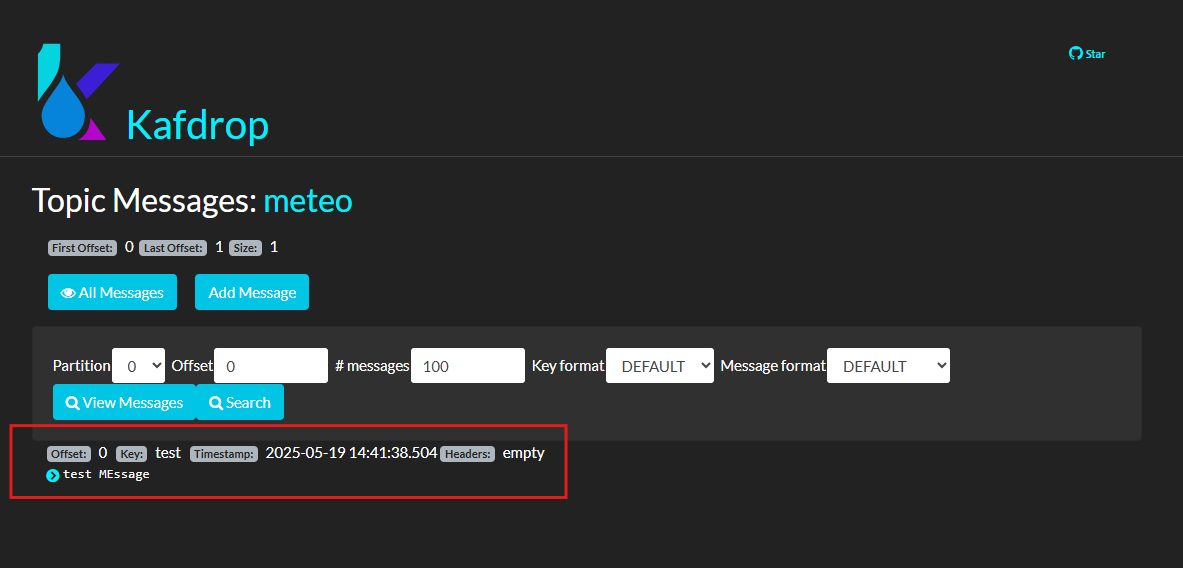 Star
Kafdrop
Topic Messages: meteo
First Offset: 0 Last Offset: 1 Size: 1
All Messages Add Message
Partition 0 Offset 0 # messages 100 Key format DEFAULT Message format DEFAULT
View Messages Search
Offset: 0 Key: test Timestamp: 2025-05-19 14:41:38.504 Headers: empty
test MEssage